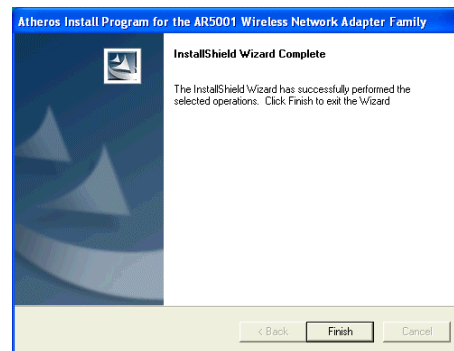 Atheros Install Program for the AR5001 Wireless Network Adapter Family
InstallShield Wizard Complete
The InstallShield Wizard has successfully performed the
selected operations. Click Finish to exit the Wizard
< Back Finish Cancel